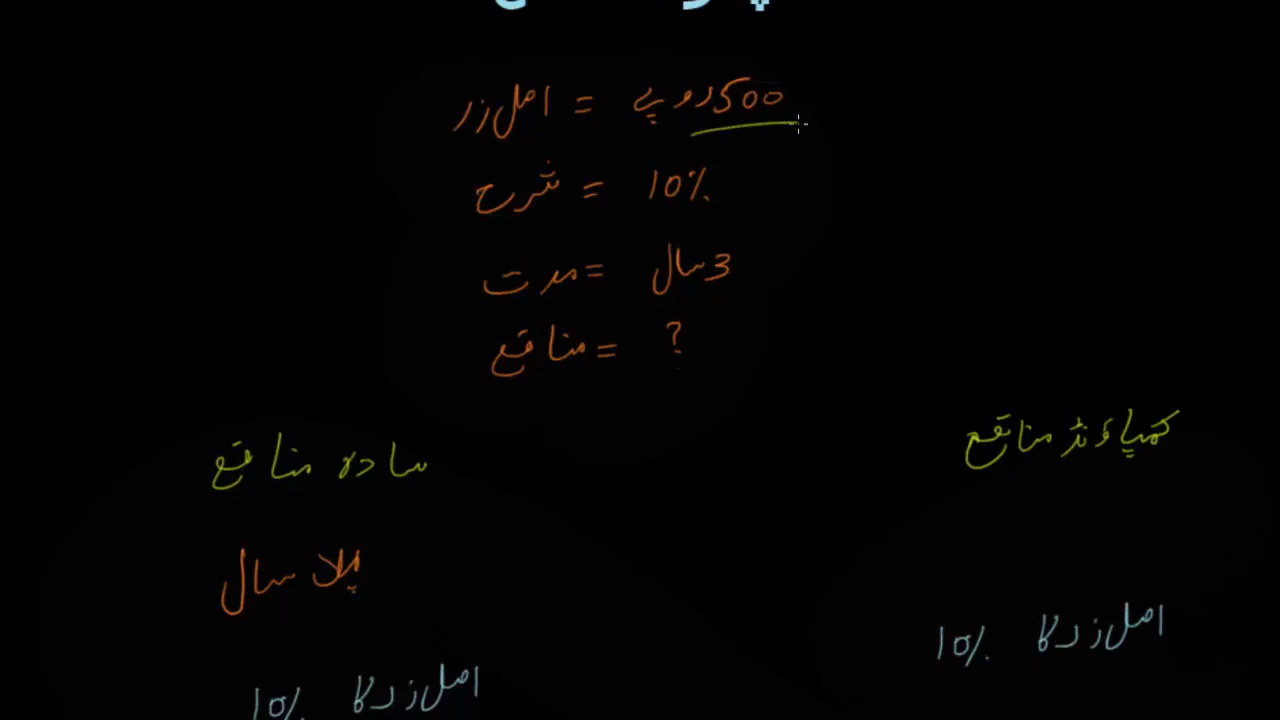 اصل زر = 500 روپے
شرح = 10%
مدت = 3 سال
منافع = ?
سادہ منافع
کمپاؤنڈ منافع
پہلا سال
اصل زر کا 10%
اصل زر کا 10%